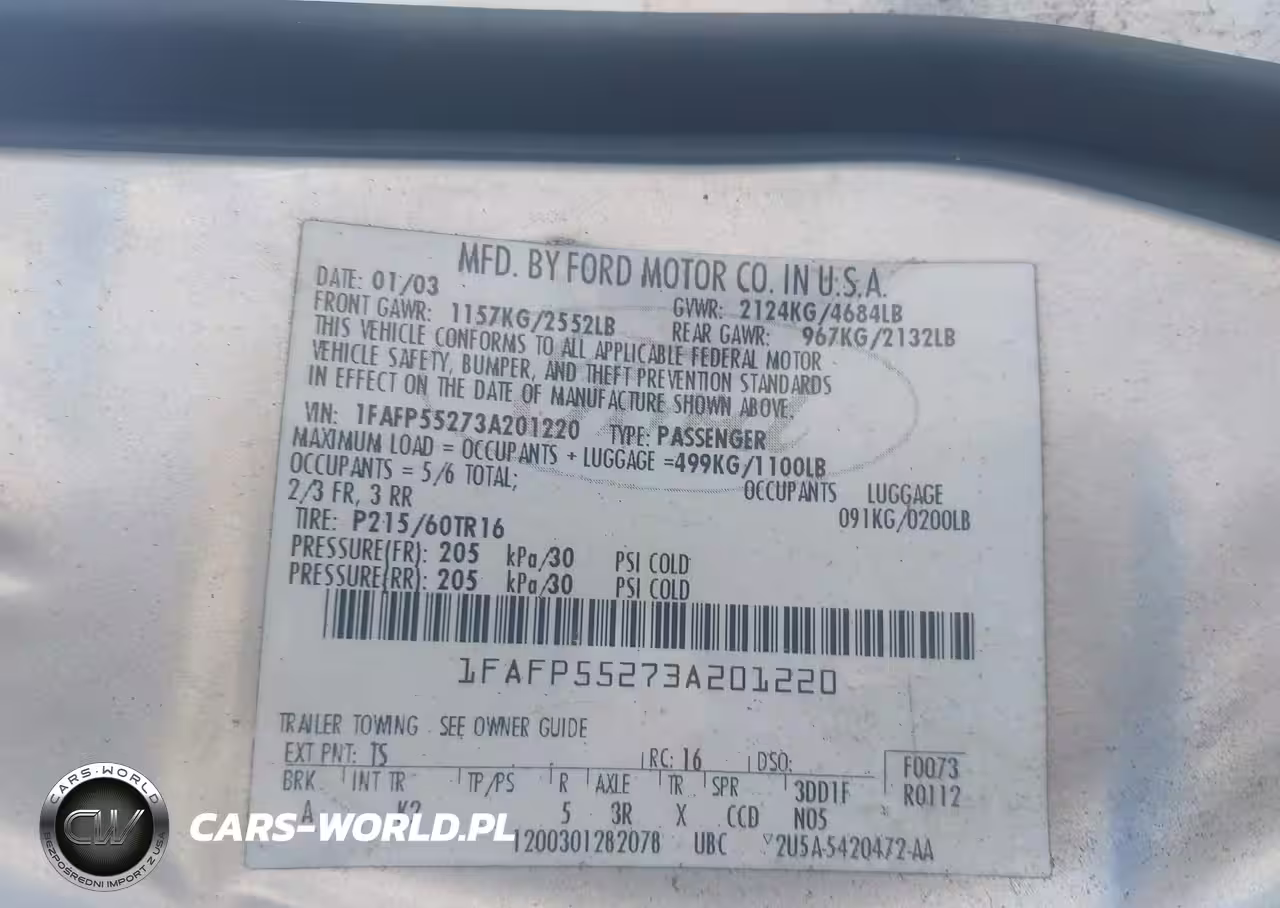 MFD. BY FORD MOTOR CO. IN U.S.A.
DATE: 01/03 GVWR: 2124KG/4684LB
FRONT GAWR: 1157KG/2552LB REAR GAWR: 967KG/2132LB
THIS VEHICLE CONFORMS TO ALL APPLICABLE FEDERAL MOTOR
VEHICLE SAFETY, BUMPER, AND THEFT PREVENTION STANDARDS
IN EFFECT ON THE DATE OF MANUFACTURE SHOWN ABOVE.
VIN: 1FAFP55273A201220 TYPE: PASSENGER
MAXIMUM LOAD = OCCUPANTS + LUGGAGE =499KG/1100LB
OCCUPANTS = 5/6 TOTAL; OCCUPANTS LUGGAGE
2/3 FR, 3 RR 091KG/0200LB
TIRE: P215/60TR16
PRESSURE(FR): 205 kPa/30 PSI COLD
PRESSURE(RR): 205 kPa/30 PSI COLD
1FAFP55273A201220
TRAILER TOWING - SEE OWNER GUIDE
EXT PNT: TS RC: 16 DSO: F0073
BRK INT TR TP/PS R AXLE TR SPR 3DD1F R0112
A K2 5 3R X CCD N05
1200301282078 UBC 2U5A-5420472-AA
CARS-WORLD
CW
BEZPOŚREDNI IMPORT Z USA
CARS-WORLD.PL